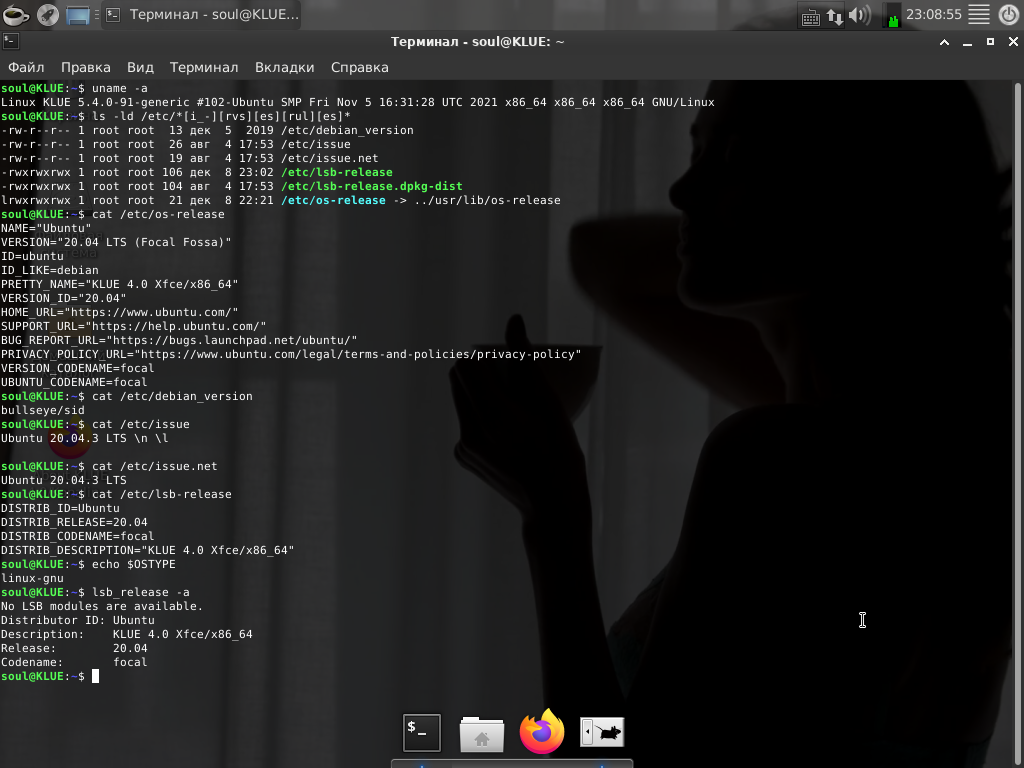 Терминал - soul@KLUE...
23:08:55
Терминал - soul@KLUE: ~
Файл Правка Вид Терминал Вкладки Справка
soul@KLUE:~$ uname -a
Linux KLUE 5.4.0-91-generic #102-Ubuntu SMP Fri Nov 5 16:31:28 UTC 2021 x86_64 x86_64 x86_64 GNU/Linux
soul@KLUE:~$ ls -ld /etc/*[i_-][rvs][es][rul][es]*
-rw-r--r-- 1 root root  13 дек  5  2019 /etc/debian_version
-rw-r--r-- 1 root root  26 авг  4 17:53 /etc/issue
-rw-r--r-- 1 root root  19 авг  4 17:53 /etc/issue.net
-rwxrwxrwx 1 root root 106 дек  8 23:02 /etc/lsb-release
-rwxrwxrwx 1 root root 104 авг  4 17:53 /etc/lsb-release.dpkg-dist
lrwxrwxrwx 1 root root  21 дек  8 22:21 /etc/os-release -> ../usr/lib/os-release
soul@KLUE:~$ cat /etc/os-release
NAME="Ubuntu"
VERSION="20.04 LTS (Focal Fossa)"
ID=ubuntu
ID_LIKE=debian
PRETTY_NAME="KLUE 4.0 Xfce/x86_64"
VERSION_ID="20.04"
HOME_URL="https://www.ubuntu.com/"
SUPPORT_URL="https://help.ubuntu.com/"
BUG_REPORT_URL="https://bugs.launchpad.net/ubuntu/"
PRIVACY_POLICY_URL="https://www.ubuntu.com/legal/terms-and-policies/privacy-policy"
VERSION_CODENAME=focal
UBUNTU_CODENAME=focal
soul@KLUE:~$ cat /etc/debian_version
bullseye/sid
soul@KLUE:~$ cat /etc/issue
Ubuntu 20.04.3 LTS \n \l
soul@KLUE:~$ cat /etc/issue.net
Ubuntu 20.04.3 LTS
soul@KLUE:~$ cat /etc/lsb-release
DISTRIB_ID=Ubuntu
DISTRIB_RELEASE=20.04
DISTRIB_CODENAME=focal
DISTRIB_DESCRIPTION="KLUE 4.0 Xfce/x86_64"
soul@KLUE:~$ echo $OSTYPE
linux-gnu
soul@KLUE:~$ lsb_release -a
No LSB modules are available.
Distributor ID: Ubuntu
Description:    KLUE 4.0 Xfce/x86_64
Release:        20.04
Codename:       focal
soul@KLUE:~$
$_